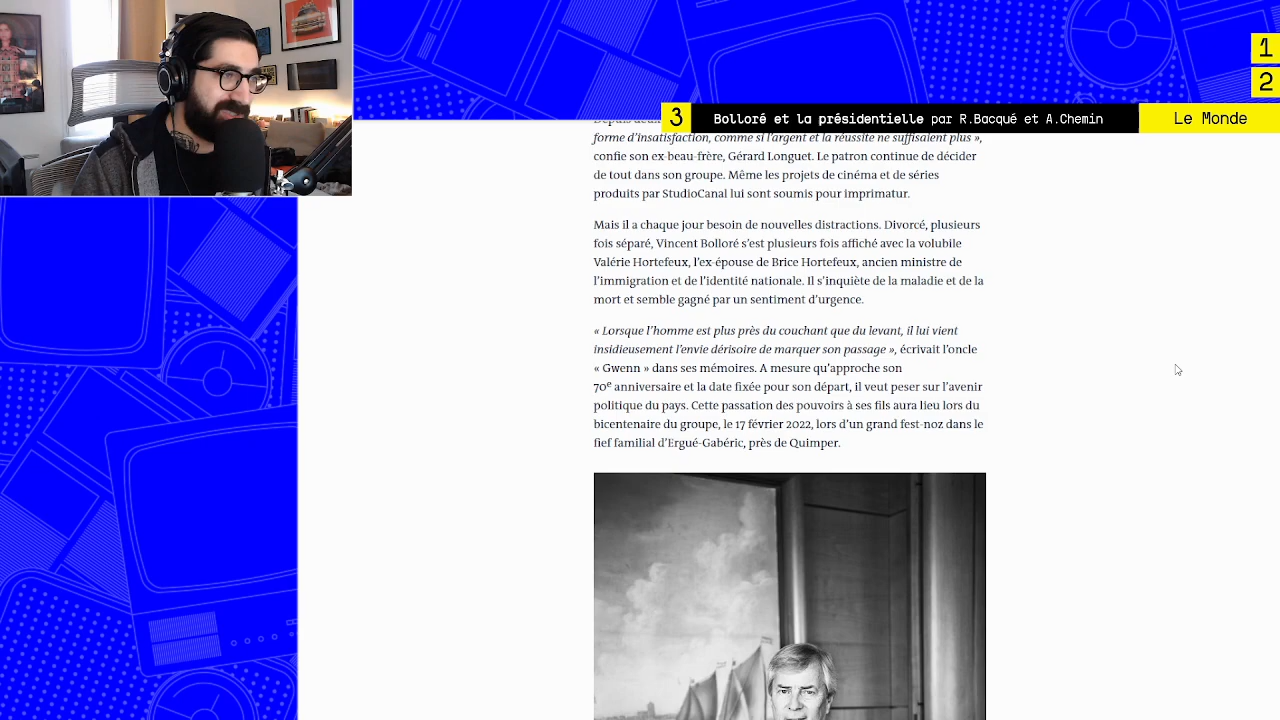 1
2
3 Bolloré et la présidentielle par R.Bacqué et A.Chemin Le Monde
Depuis deux
forme d'insatisfaction, comme si l'argent et la réussite ne suffisaient plus »,
confie son ex-beau-frère, Gérard Longuet. Le patron continue de décider
de tout dans son groupe. Même les projets de cinéma et de séries
produits par StudioCanal lui sont soumis pour imprimatur.
Mais il a chaque jour besoin de nouvelles distractions. Divorcé, plusieurs
fois séparé, Vincent Bolloré s'est plusieurs fois affiché avec la volubile
Valérie Hortefeux, l'ex-épouse de Brice Hortefeux, ancien ministre de
l'immigration et de l'identité nationale. Il s'inquiète de la maladie et de la
mort et semble gagné par un sentiment d'urgence.
« Lorsque l'homme est plus près du couchant que du levant, il lui vient
insidieusement l'envie dérisoire de marquer son passage », écrivait l'oncle
« Gwenn » dans ses mémoires. A mesure qu'approche son
70e anniversaire et la date fixée pour son départ, il veut peser sur l'avenir
politique du pays. Cette passation des pouvoirs à ses fils aura lieu lors du
bicentenaire du groupe, le 17 février 2022, lors d'un grand fest-noz dans le
fief familial d'Ergué-Gabéric, près de Quimper.